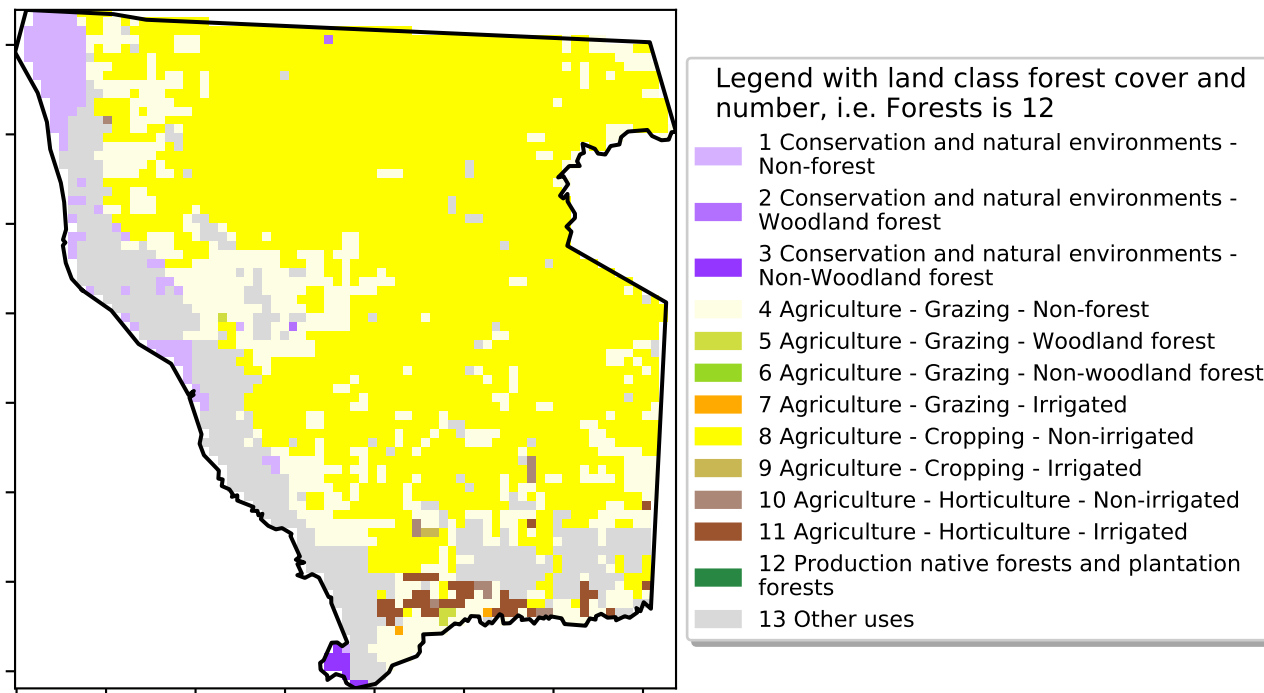 Legend with land class forest cover and
number, i.e. Forests is 12
1 Conservation and natural environments -
Non-forest
2 Conservation and natural environments -
Woodland forest
3 Conservation and natural environments -
Non-Woodland forest
4 Agriculture - Grazing - Non-forest
5 Agriculture - Grazing - Woodland forest
6 Agriculture - Grazing - Non-woodland forest
7 Agriculture - Grazing - Irrigated
8 Agriculture - Cropping - Non-irrigated
9 Agriculture - Cropping - Irrigated
10 Agriculture - Horticulture - Non-irrigated
11 Agriculture - Horticulture - Irrigated
12 Production native forests and plantation
forests
13 Other uses